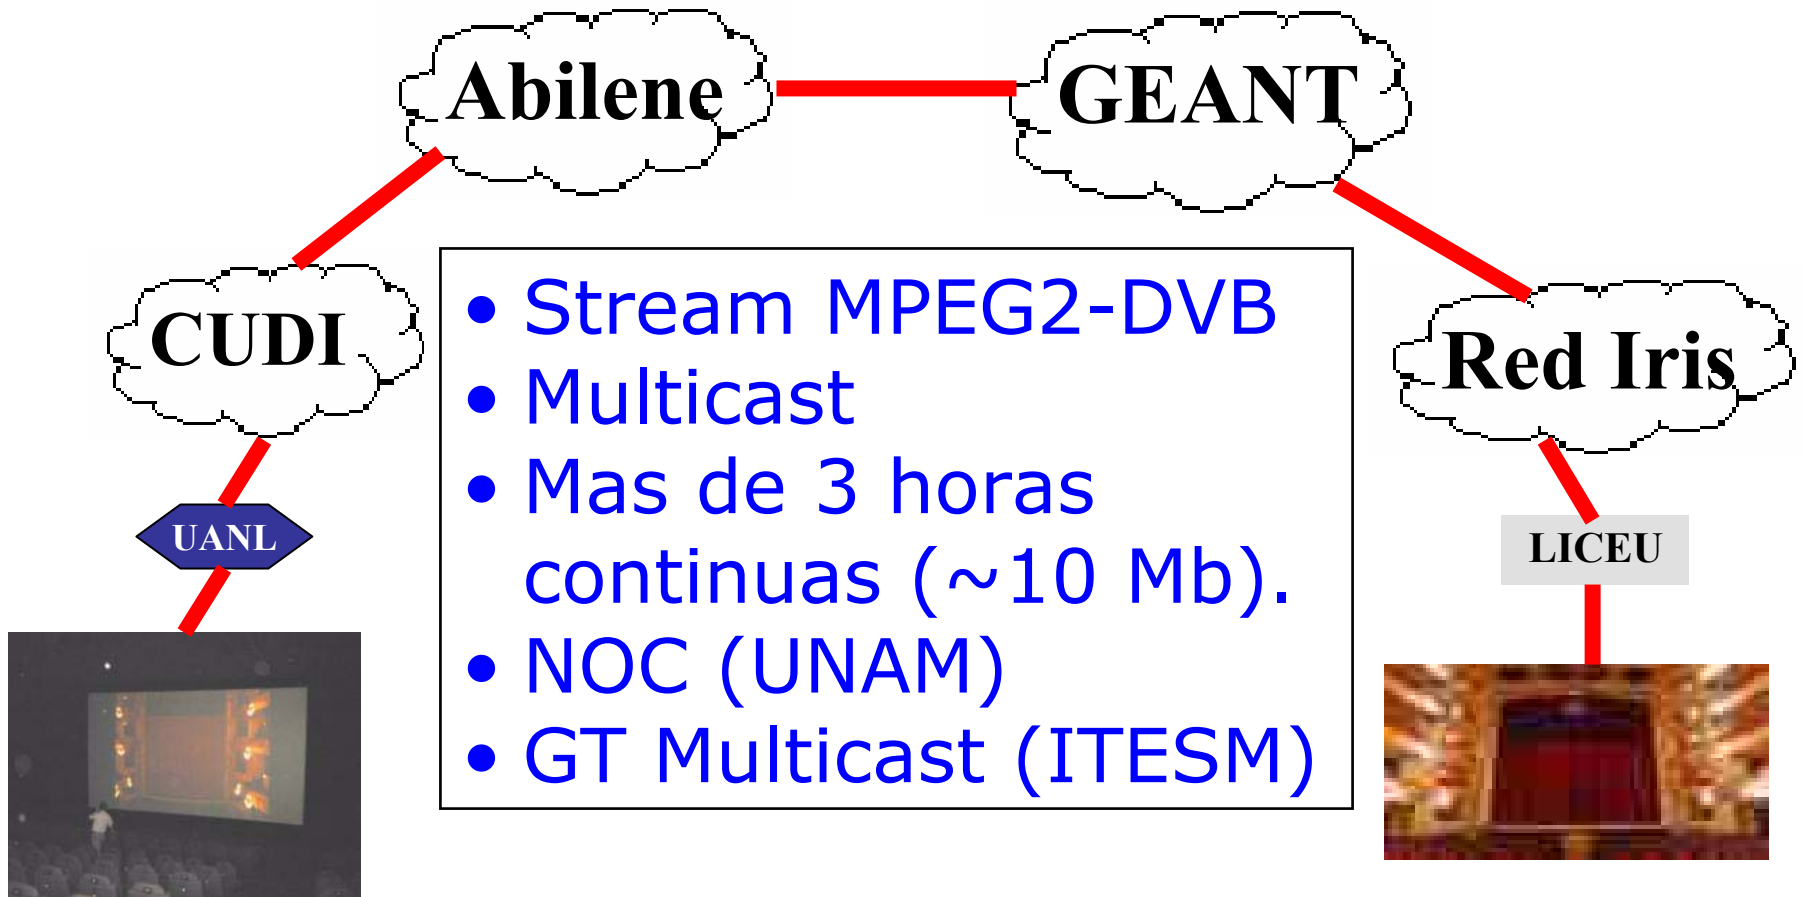 Abilene
GEANT
CUDI
Red Iris
UANL
LICEU
• Stream MPEG2-DVB
• Multicast
• Mas de 3 horas
continuas (~10 Mb).
• NOC (UNAM)
• GT Multicast (ITESM)